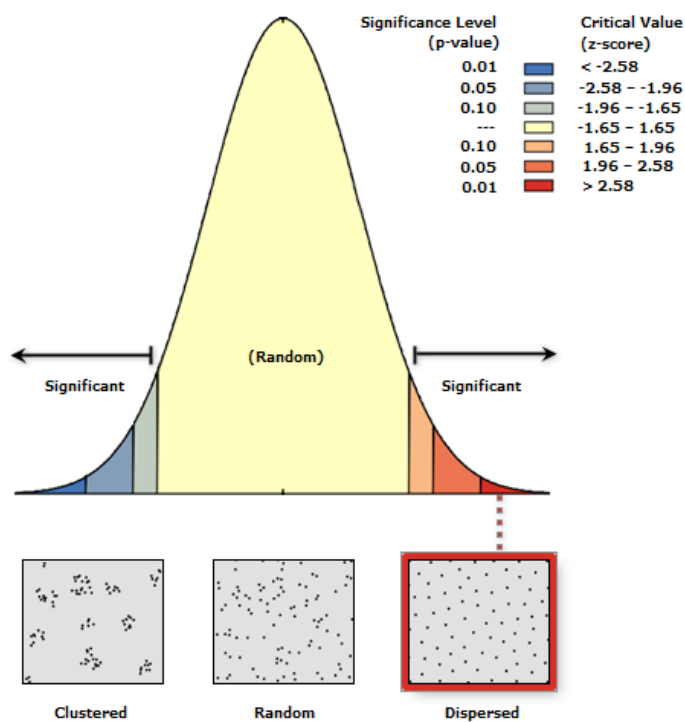 Significance Level Critical Value
(p-value) (z-score)
0.01 < -2.58
0.05 -2.58 – -1.96
0.10 -1.96 – -1.65
--- -1.65 – 1.65
0.10 1.65 – 1.96
0.05 1.96 – 2.58
0.01 > 2.58
(Random)
Significant Significant
Clustered Random Dispersed